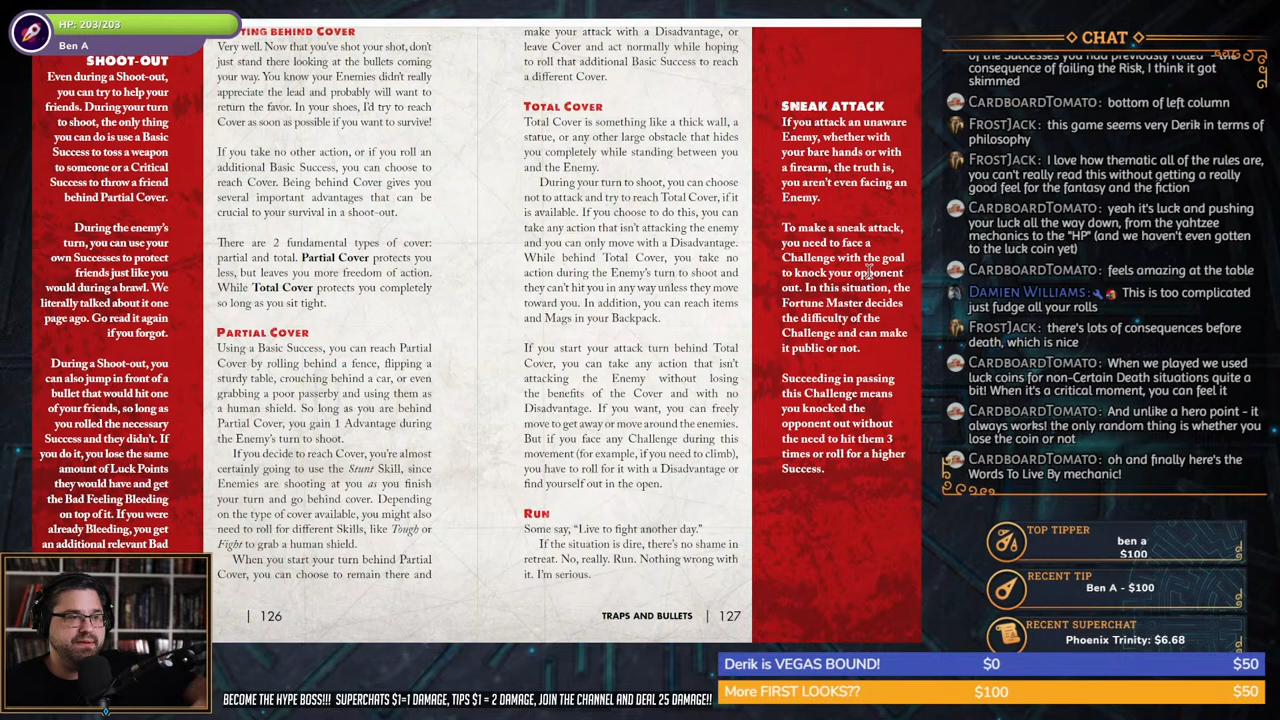 HP: 203/203
Ben A
SHOOT-OUT
Even during a Shoot-out,
you can try to help your
friends. During your turn
to shoot, the only thing
you can do is use a Basic
Success to toss a weapon
to someone or a Critical
Success to throw a friend
behind Partial Cover.
During the enemy's
turn, you can use your
own Successes to protect
friends just like you
would during a brawl. We
literally talked about it one
page ago. Go read it again
if you forgot.
During a Shoot-out, you
can also jump in front of a
bullet that would hit one
of your friends, so long as
you rolled the necessary
Success and they didn't. If
you do it, you lose the same
amount of Luck Points
they would have and get
the Bad Feeling Bleeding
on top of it. If you were
already Bleeding, you get
an additional relevant Bad
TING BEHIND COVER
Very well. Now that you've shot your shot, don't
just stand there looking at the bullets coming
your way. You know your Enemies didn't really
appreciate the lead and probably will want to
return the favor. In your shoes, I'd try to reach
Cover as soon as possible if you want to survive!
If you take no other action, or if you roll an
additional Basic Success, you can choose to
reach Cover. Being behind Cover gives you
several important advantages that can be
crucial to your survival in a shoot-out.
There are 2 fundamental types of cover:
partial and total. Partial Cover protects you
less, but leaves you more freedom of action.
While Total Cover protects you completely
so long as you sit tight.
PARTIAL COVER
Using a Basic Success, you can reach Partial
Cover by rolling behind a fence, flipping a
sturdy table, crouching behind a car, or even
grabbing a poor passerby and using them as
a human shield. So long as you are behind
Partial Cover, you gain 1 Advantage during
the Enemy's turn to shoot.
If you decide to reach Cover, you're almost
certainly going to use the Stunt Skill, since
Enemies are shooting at you as you finish
your turn and go behind cover. Depending
on the type of cover available, you might also
need to roll for different Skills, like Tough or
Fight to grab a human shield.
When you start your turn behind Partial
Cover, you can choose to remain there and
126
make your attack with a Disadvantage, or
leave Cover and act normally while hoping
to roll that additional Basic Success to reach
a different Cover.
TOTAL COVER
Total Cover is something like a thick wall, a
statue, or any other large obstacle that hides
you completely while standing between you
and the Enemy.
During your turn to shoot, you can choose
not to attack and try to reach Total Cover, if it
is available. If you choose to do this, you can
take any action that isn't attacking the enemy
and you can only move with a Disadvantage.
While behind Total Cover, you take no
action during the Enemy's turn to shoot and
they can't hit you in any way unless they move
toward you. In addition, you can reach items
and Mags in your Backpack.
If you start your attack turn behind Total
Cover, you can take any action that isn't
attacking the Enemy without losing
the benefits of the Cover and with no
Disadvantage. If you want, you can freely
move to get away or move around the enemies.
But if you face any Challenge during this
movement (for example, if you need to climb),
you have to roll for it with a Disadvantage or
find yourself out in the open.
RUN
Some say, "Live to fight another day."
If the situation is dire, there's no shame in
retreat. No, really. Run. Nothing wrong with
it. I'm serious.
TRAPS AND BULLETS | 127
SNEAK ATTACK
If you attack an unaware
Enemy, whether with
your bare hands or with
a firearm, the truth is,
you aren't even facing an
Enemy.
To make a sneak attack,
you need to face a
Challenge with the goal
to knock your opponent
out. In this situation, the
Fortune Master decides
the difficulty of the
Challenge and can make
it public or not.
Succeeding in passing
this Challenge means
you knocked the
opponent out without
the need to hit them 3
times or roll for a higher
Success.
CHAT
of the Successes you had previously rolled - the
consequence of failing the Risk, I think it got
skimmed
CARDBOARDTOMATO: bottom of left column
FROSTJACK: this game seems very Derik in terms of
philosophy
FROSTJACK: I love how thematic all of the rules are,
you can't really read this without getting a really
good feel for the fantasy and the fiction
CARDBOARDTOMATO: yeah it's luck and pushing
your luck all the way down, from the yahtzee
mechanics to the "HP" (and we haven't even gotten
to the luck coin yet)
CARDBOARDTOMATO: feels amazing at the table
DAMIEN WILLIAMS: This is too complicated
just fudge all your rolls
FROSTJACK: there's lots of consequences before
death, which is nice
CARDBOARDTOMATO: When we played we used
luck coins for non-Certain Death situations quite a
bit! When it's a critical moment, you can feel it
CARDBOARDTOMATO: And unlike a hero point - it
always works! the only random thing is whether you
lose the coin or not
CARDBOARDTOMATO: oh and finally here's the
Words To Live By mechanic!
TOP TIPPER
ben a
$100
RECENT TIP
Ben A - $100
RECENT SUPERCHAT
Phoenix Trinity: $6.68
Derik is VEGAS BOUND! $0 $50
More FIRST LOOKS?? $100 $50
BECOME THE HYPE BOSS!!! SUPERCHATS $1=1 DAMAGE, TIPS $1 = 2 DAMAGE, JOIN THE CHANNEL AND DEAL 25 DAMAGE!!